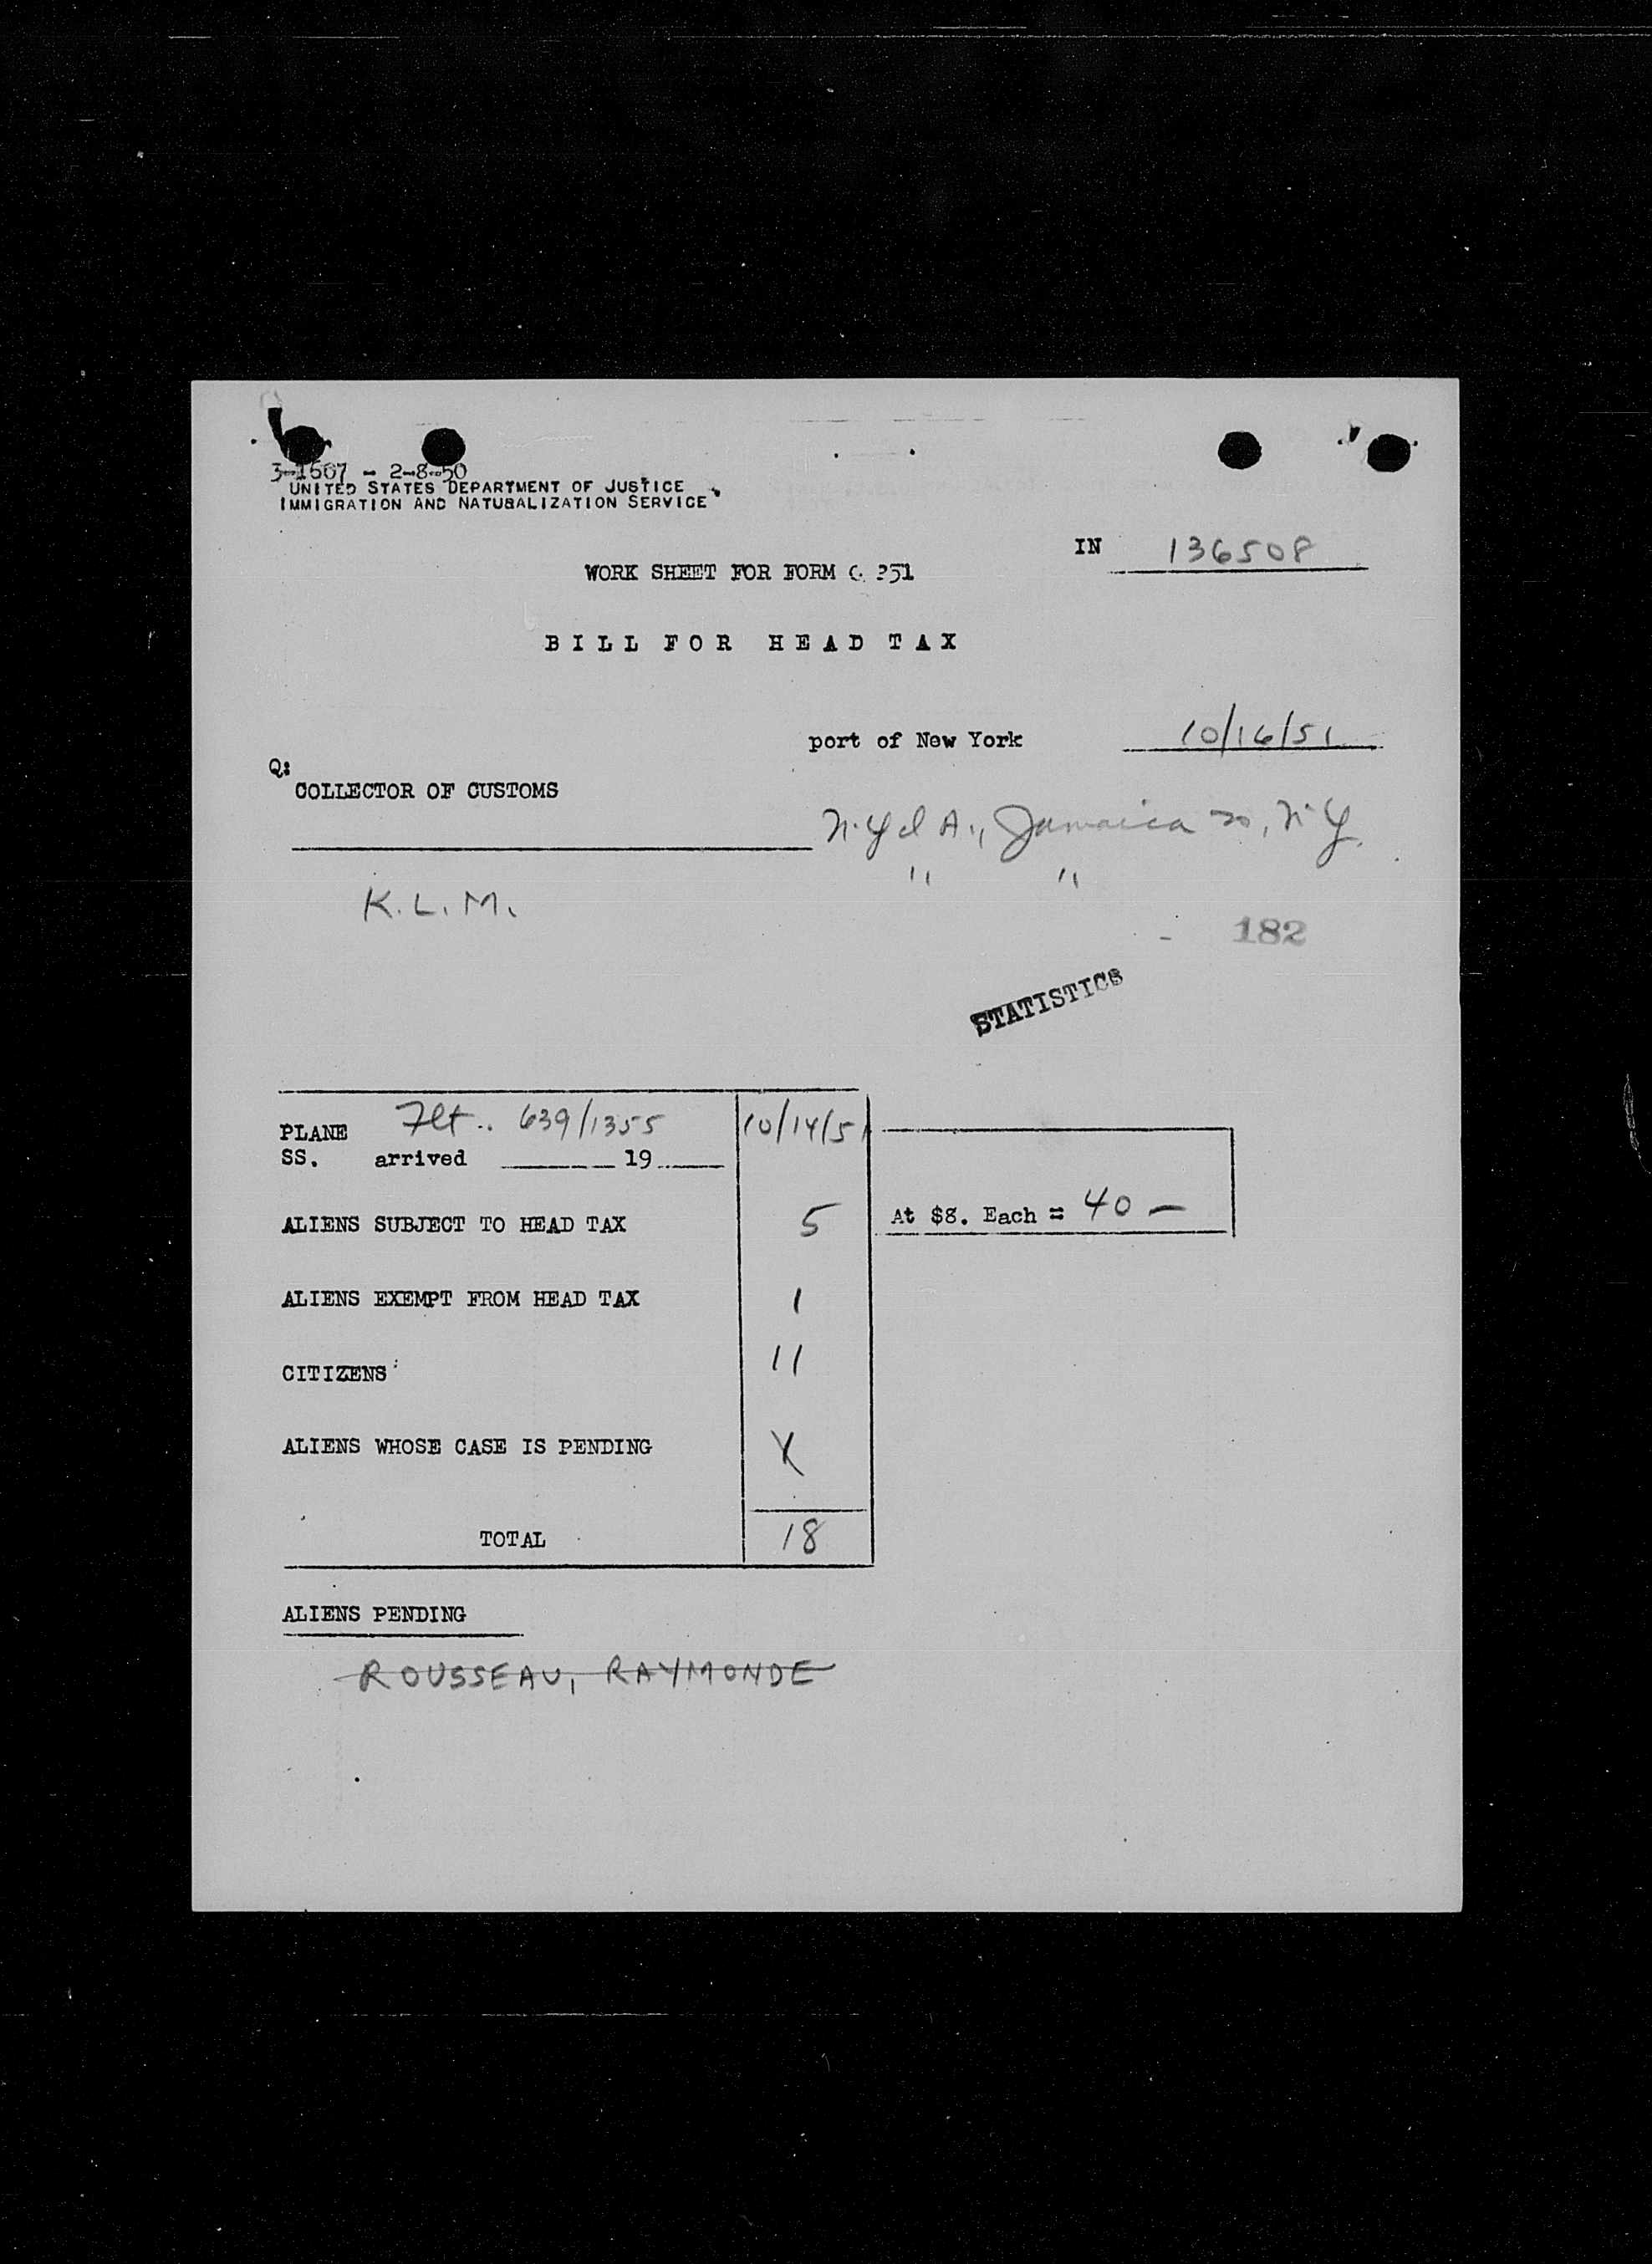 3-1607 - 2-8-50
UNITED STATES DEPARTMENT OF JUSTICE
IMMIGRATION AND NATURALIZATION SERVICE
IN 136508
WORK SHEET FOR FORM 351
BILL FOR HEAD TAX
port of New York 10/16/51
Q:
COLLECTOR OF CUSTOMS
N.Y.I.A., Jamaica 20, N.Y.
" "
K.L.M.
- 182
STATISTICS
PLANE Flt.. 639/1355 10/14/51
SS. arrived 19
ALIENS SUBJECT TO HEAD TAX 5 At $8. Each = 40 —
ALIENS EXEMPT FROM HEAD TAX 1
CITIZENS 11
ALIENS WHOSE CASE IS PENDING X
TOTAL 18
ALIENS PENDING
ROUSSEAU, RAYMONDE